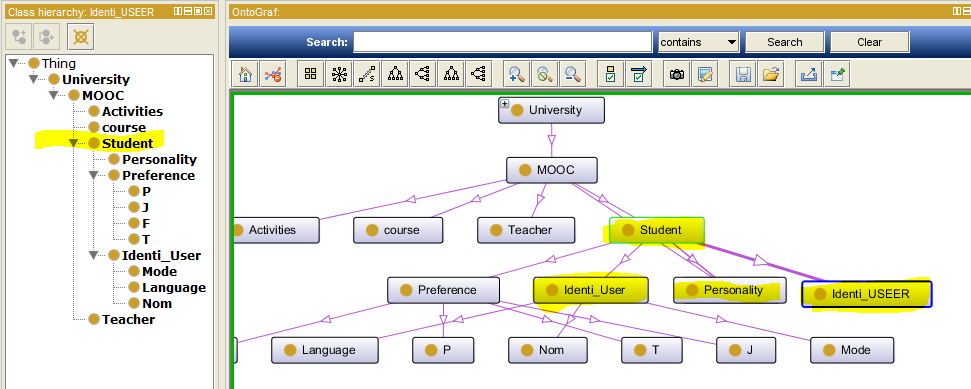 Class hierarchy: Identi_USEER
Thing
University
MOOC
Activities
course
Student
Personality
Preference
P
J
F
T
Identi_User
Mode
Language
Nom
Teacher
OntoGraf:
Search:
contains
Search
Clear
University
MOOC
Activities
course
Teacher
Student
Preference
Identi_User
Personality
Identi_USEER
Language
P
Nom
T
J
Mode